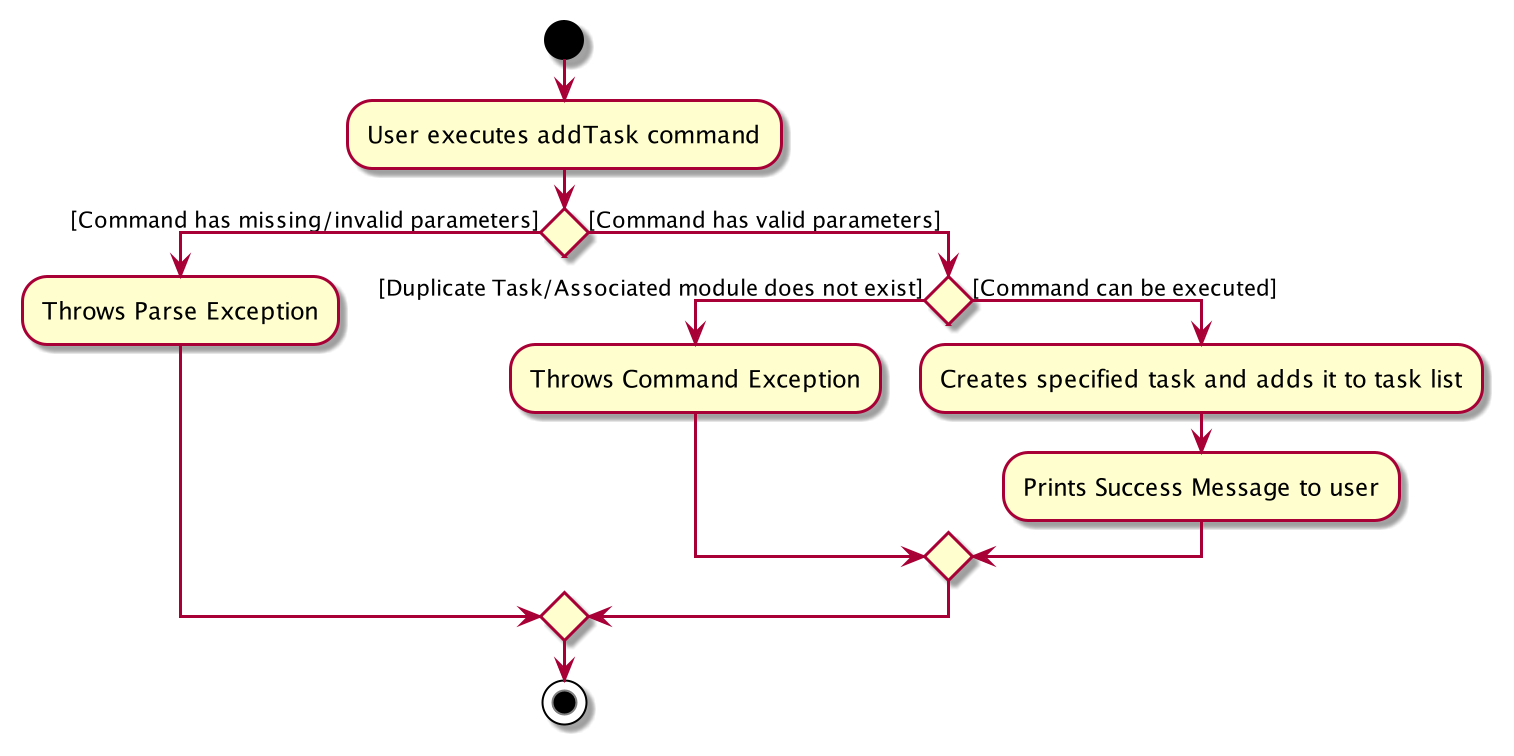 User executes addTask command
[Command has missing/invalid parameters]
[Command has valid parameters]
Throws Parse Exception
[Duplicate Task/Associated module does not exist]
[Command can be executed]
Throws Command Exception
Creates specified task and adds it to task list
Prints Success Message to user